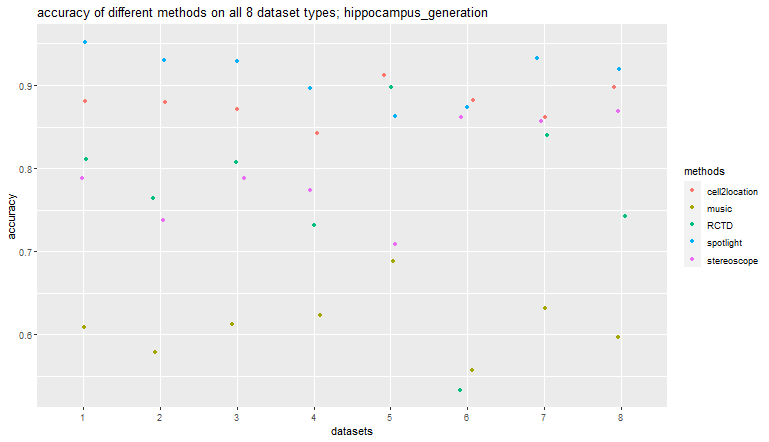 accuracy of different methods on all 8 dataset types; hippocampus_generation
0.9
0.8
0.7
0.6
accuracy
1 2 3 4 5 6 7 8
datasets
methods
cell2location
music
RCTD
spotlight
stereoscope